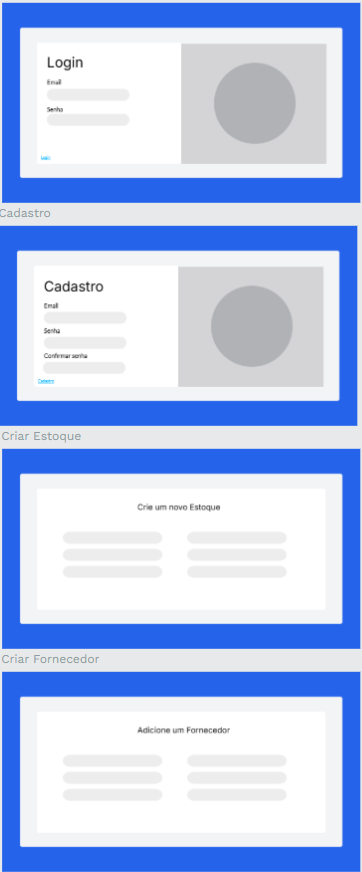 Login
Email
Senha
Cadastro
Cadastro
Email
Senha
Confirmar senha
Cadastro
Criar Estoque
Crie um novo Estoque
Criar Fornecedor
Adicione um Fornecedor